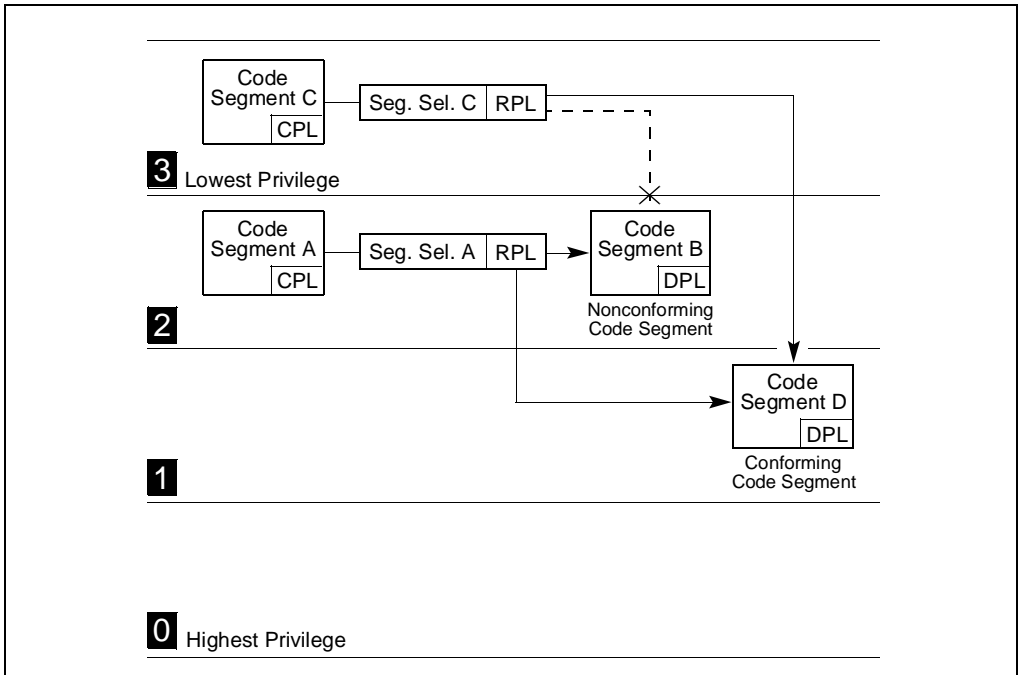 Code
Segment C
CPL
Seg. Sel. C RPL
3 Lowest Privilege
Code
Segment A
CPL
Seg. Sel. A RPL
Code
Segment B
DPL
Nonconforming
Code Segment
2
Code
Segment D
DPL
Conforming
Code Segment
1
0 Highest Privilege